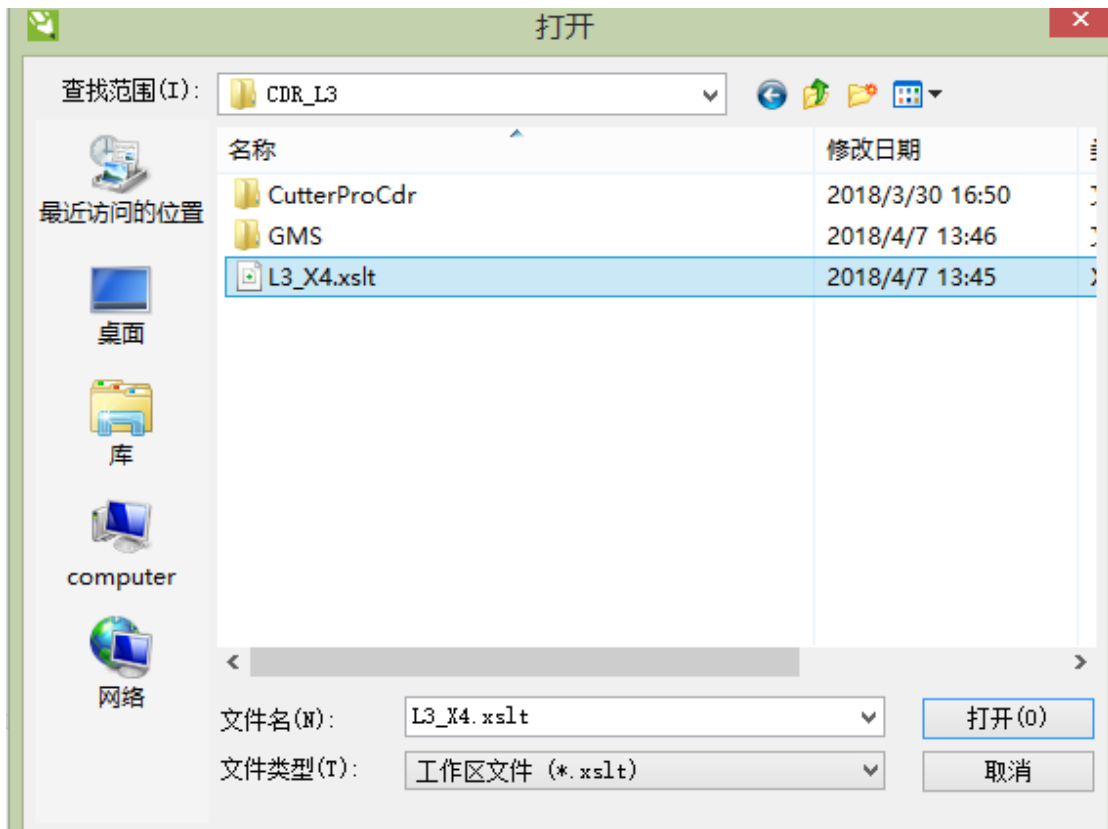 打开
查找范围(I):
CDR_L3
名称
修改日期
最近访问的位置
CutterProCdr
2018/3/30 16:50
GMS
2018/4/7 13:46
L3_X4.xslt
2018/4/7 13:45
桌面
库
computer
网络
文件名(N):
L3_X4.xslt
打开(O)
文件类型(T):
工作区文件 (*.xslt)
取消